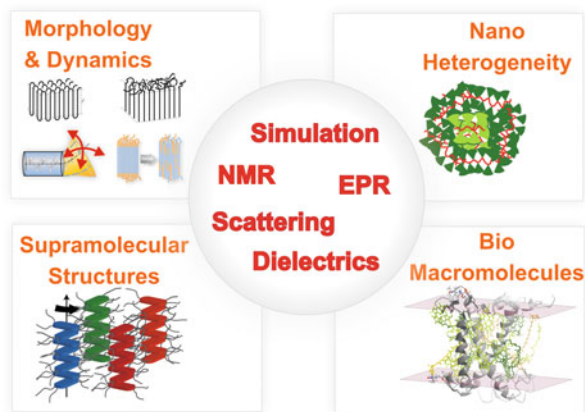 Morphology
& Dynamics
Nano
Heterogeneity
Simulation
NMR
EPR
Scattering
Dielectrics
Supramolecular
Structures
Bio
Macromolecules